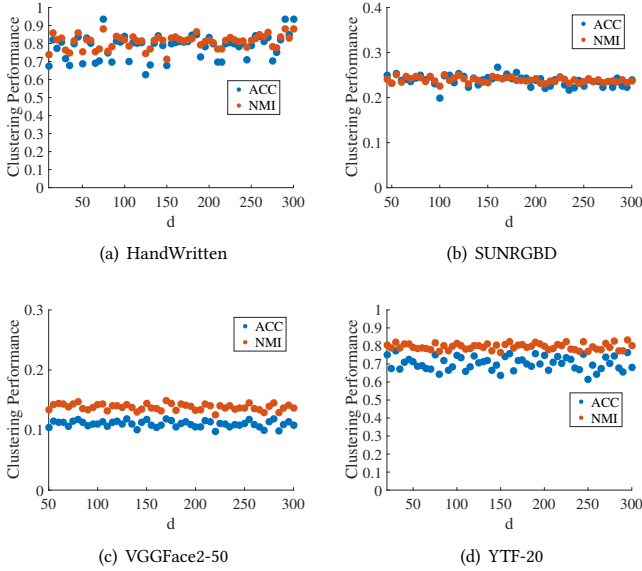 1
0.9
0.8
0.7
0.6
0.5
0.4
0.3
0.2
0.1
0
Clustering Performance
ACC
NMI
50 100 150 200 250 300
d
(a) HandWritten
0.4
0.3
0.2
0.1
0
Clustering Performance
ACC
NMI
50 100 150 200 250 300
d
(b) SUNRGBD
0.3
0.2
0.1
0
Clustering Performance
ACC
NMI
50 100 150 200 250 300
d
(c) VGGFace2-50
1
0.9
0.8
0.7
0.6
0.5
0.4
0.3
0.2
0.1
0
Clustering Performance
ACC
NMI
50 100 150 200 250 300
d
(d) YTF-20